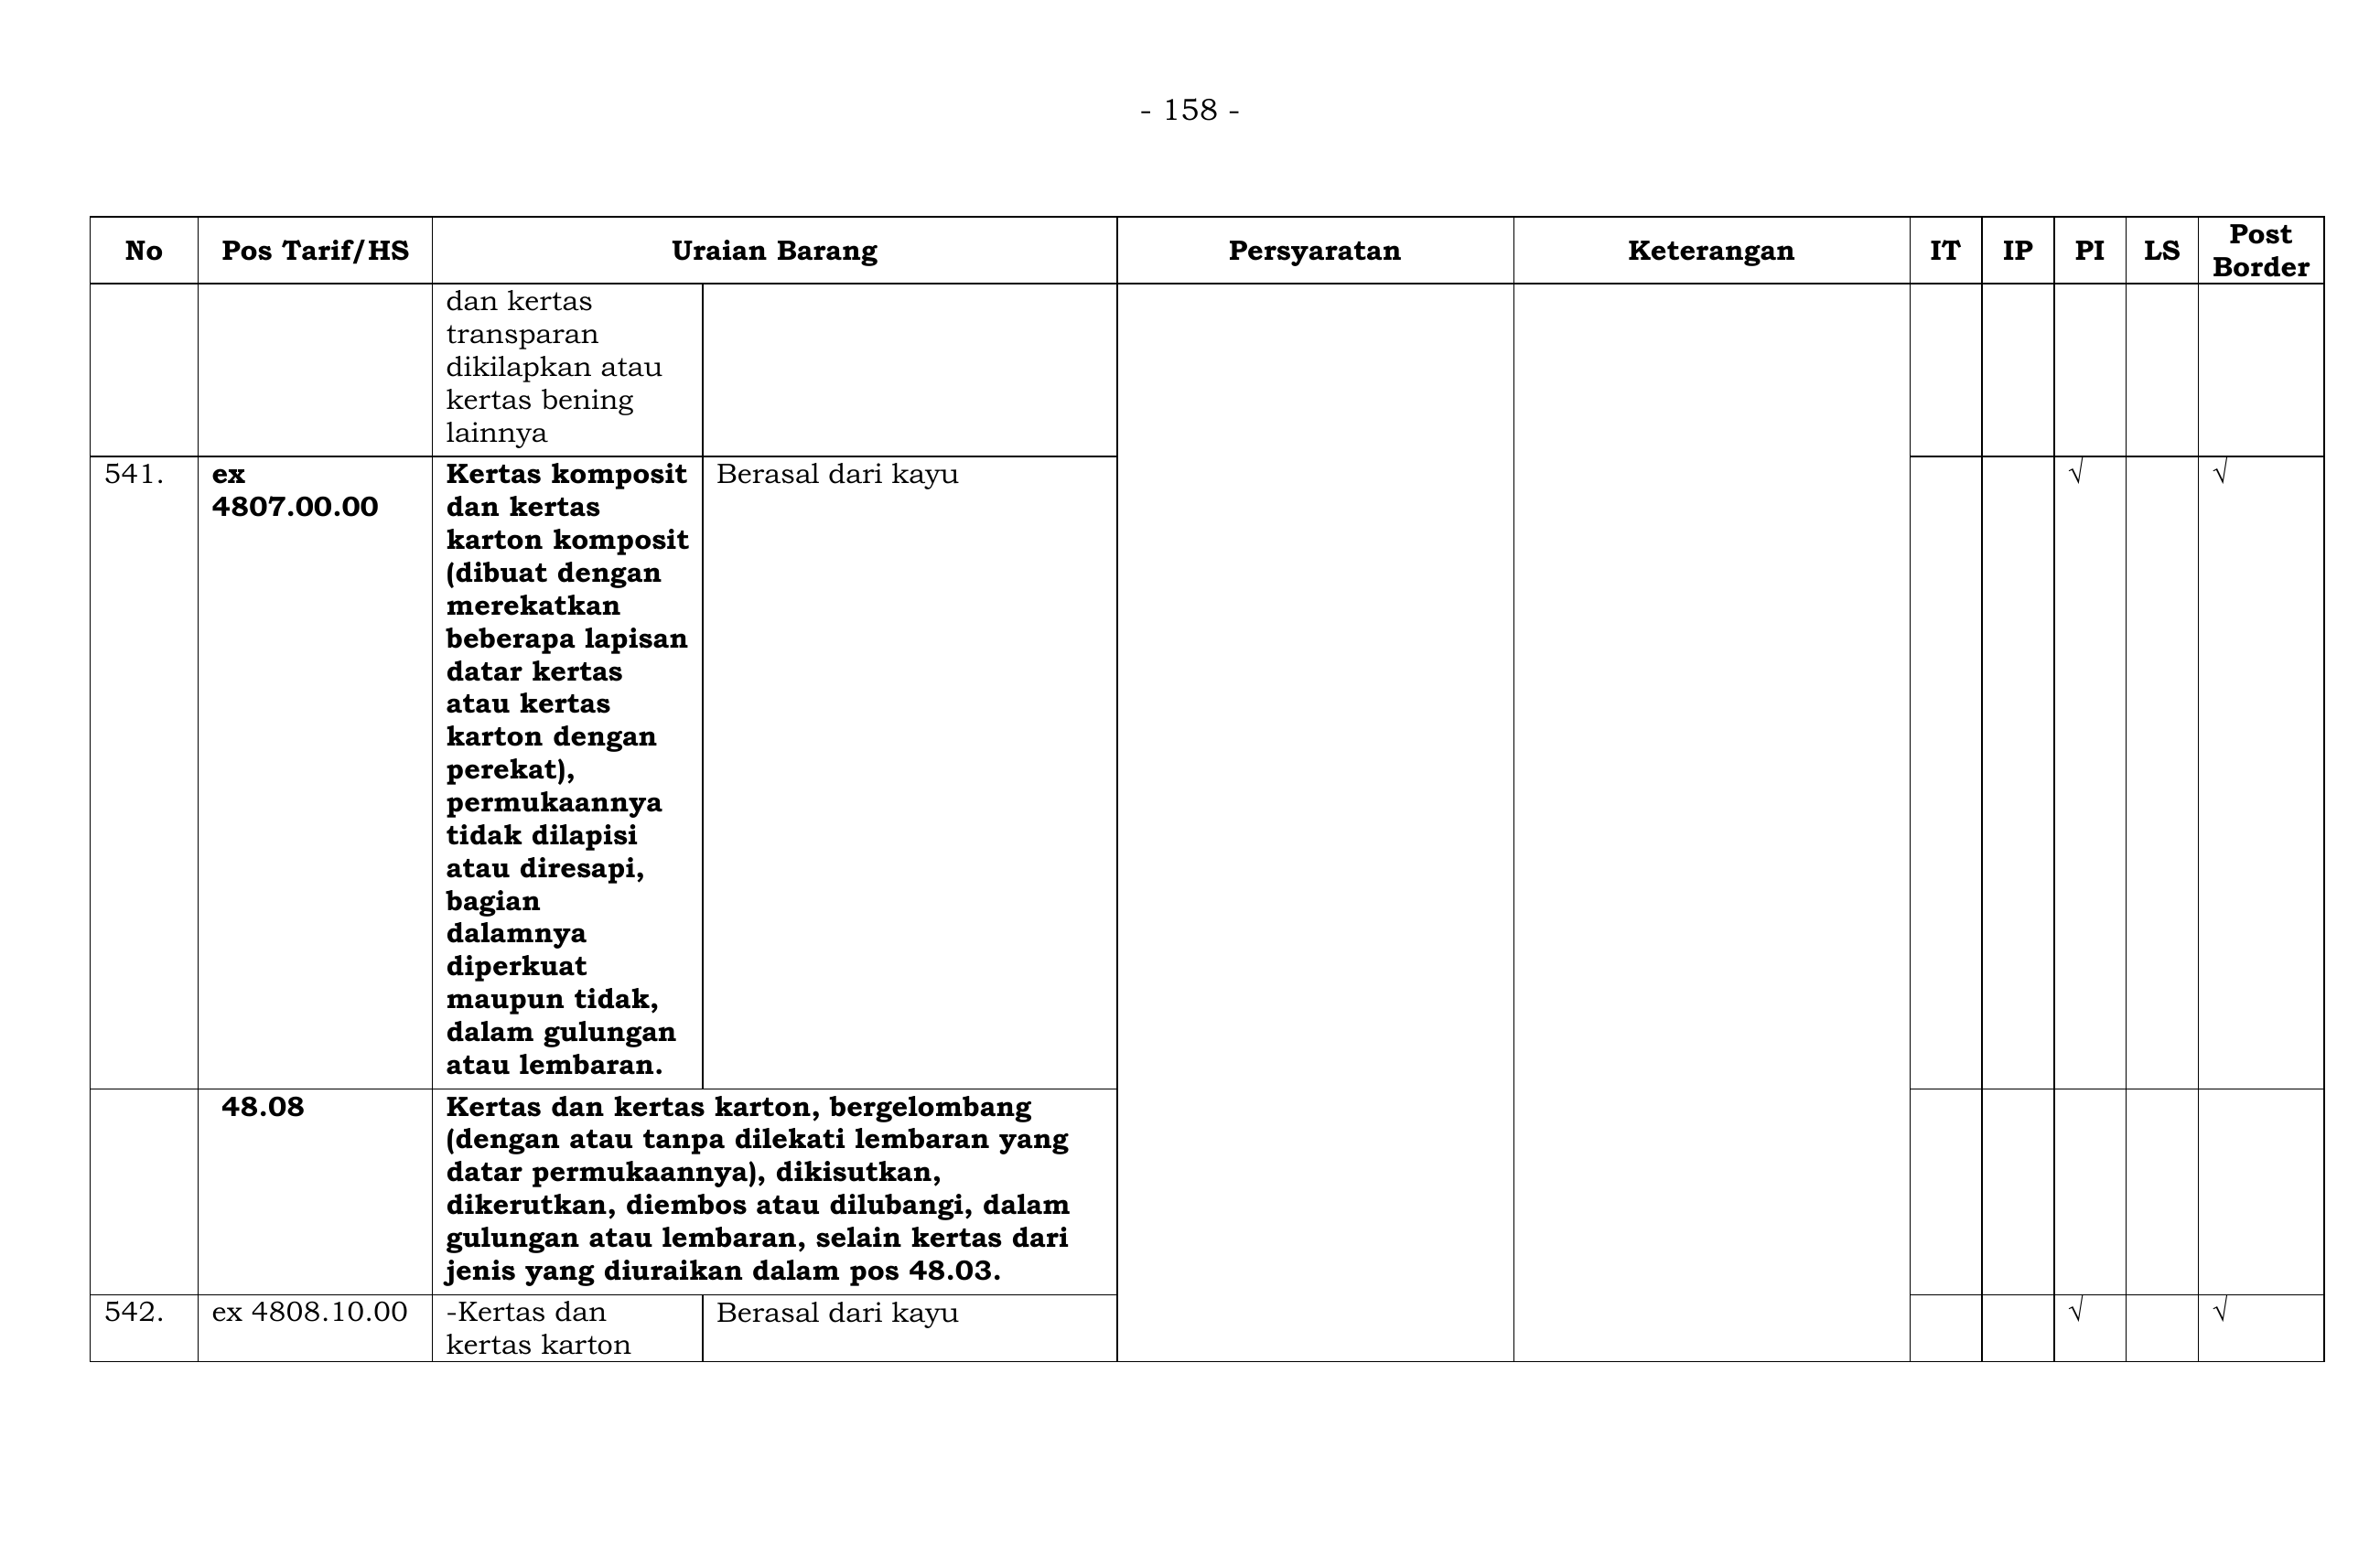 - 158 -
No Pos Tarif/HS Uraian Barang Persyaratan Keterangan IT IP PI LS Post Border
dan kertas
transparan
dikilapkan atau
kertas bening
lainnya
541. ex 4807.00.00
Kertas komposit
dan kertas
karton komposit
(dibuat dengan
merekatkan
beberapa lapisan
datar kertas
atau kertas
karton dengan
perekat),
permukaannya
tidak dilapisi
atau diresapi,
bagian
dalamnya
diperkuat
maupun tidak,
dalam gulungan
atau lembaran.
Berasal dari kayu
√ √
48.08
Kertas dan kertas karton, bergelombang
(dengan atau tanpa dilekati lembaran yang
datar permukaannya), dikisutkan,
dikerutkan, diembos atau dilubangi, dalam
gulungan atau lembaran, selain kertas dari
jenis yang diuraikan dalam pos 48.03.
542. ex 4808.10.00
-Kertas dan
kertas karton
Berasal dari kayu
√ √